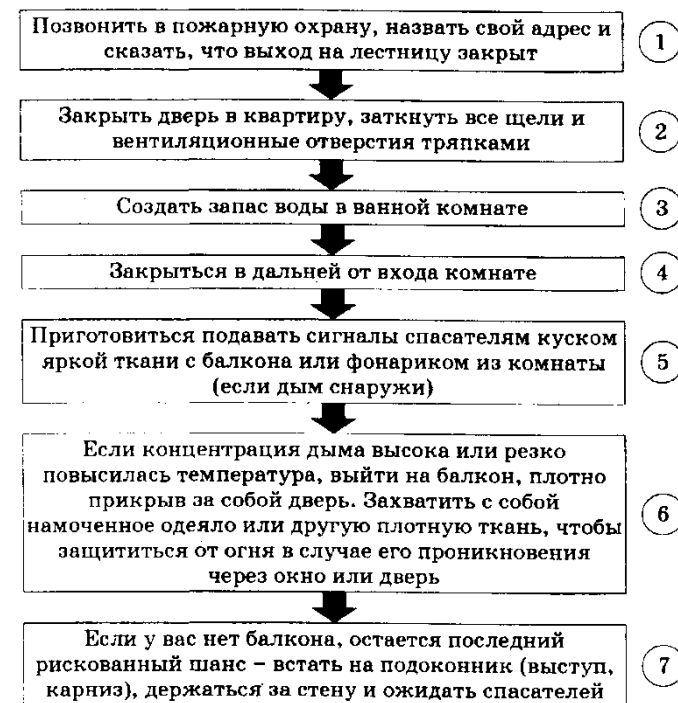 Позвонить в пожарную охрану, назвать свой адрес и
сказать, что выход на лестницу закрыт
1
Закрыть дверь в квартиру, заткнуть все щели и
вентиляционные отверстия тряпками
2
Создать запас воды в ванной комнате
3
Закрыться в дальней от входа комнате
4
Приготовиться подавать сигналы спасателям куском
яркой ткани с балкона или фонариком из комнаты
(если дым снаружи)
5
Если концентрация дыма высока или резко
повысилась температура, выйти на балкон, плотно
прикрыв за собой дверь. Захватить с собой
намоченное одеяло или другую плотную ткань, чтобы
защититься от огня в случае его проникновения
через окно или дверь
6
Если у вас нет балкона, остается последний
рискованный шанс – встать на подоконник (выступ,
карниз), держаться за стену и ожидать спасателей
7